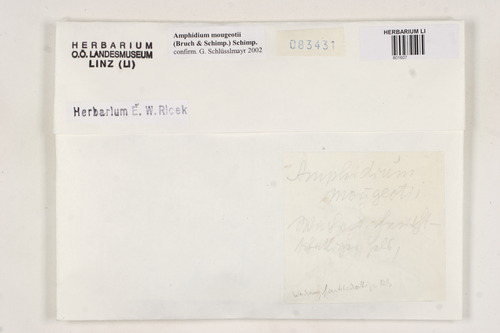 HERBARIUM
O.Ö. LANDESMUSEUM
LINZ (LI)
Amphidium mougeotii
(Bruch & Schimp.) Schimp.
confirm. G. Schlüsslmayr 2002
083431
HERBARIUM LI
601607
Herbarium E. W. Ricek
Amphidium
mougeotii